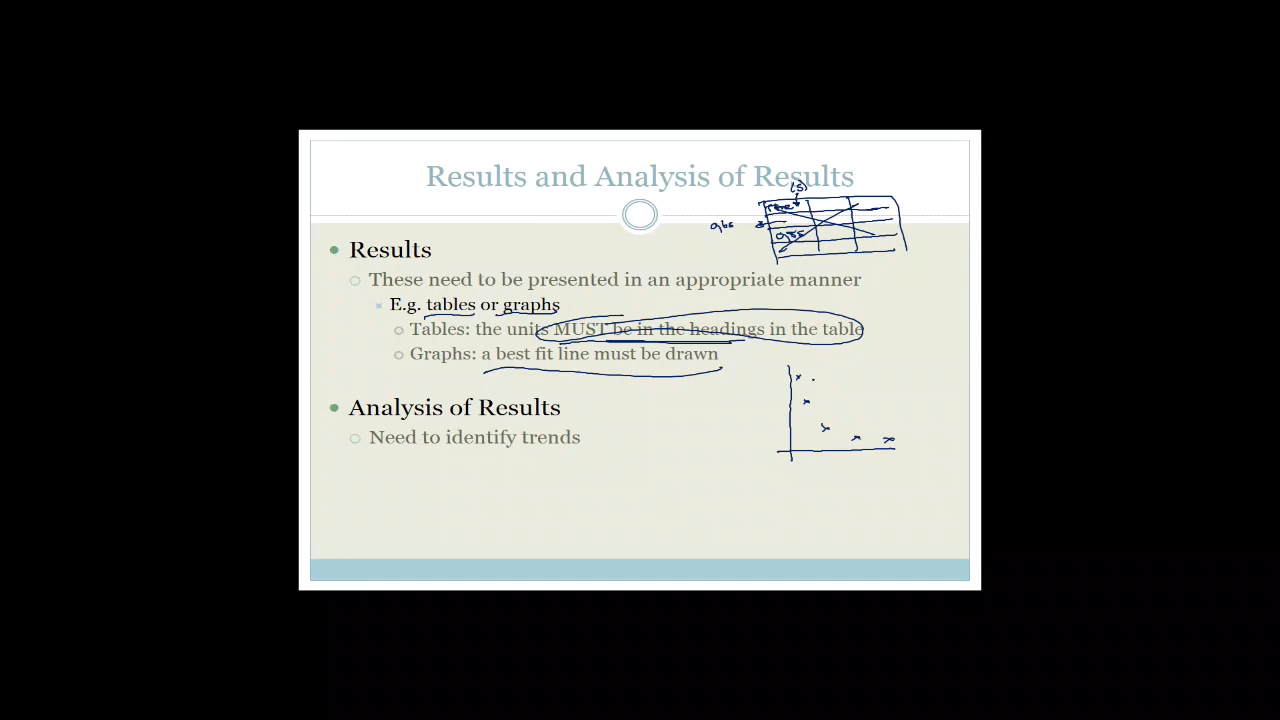 Results and Analysis of Results
(s)
Results
These need to be presented in an appropriate manner
E.g. tables or graphs
Tables: the units MUST be in the headings in the table
Graphs: a best fit line must be drawn
Analysis of Results
Need to identify trends